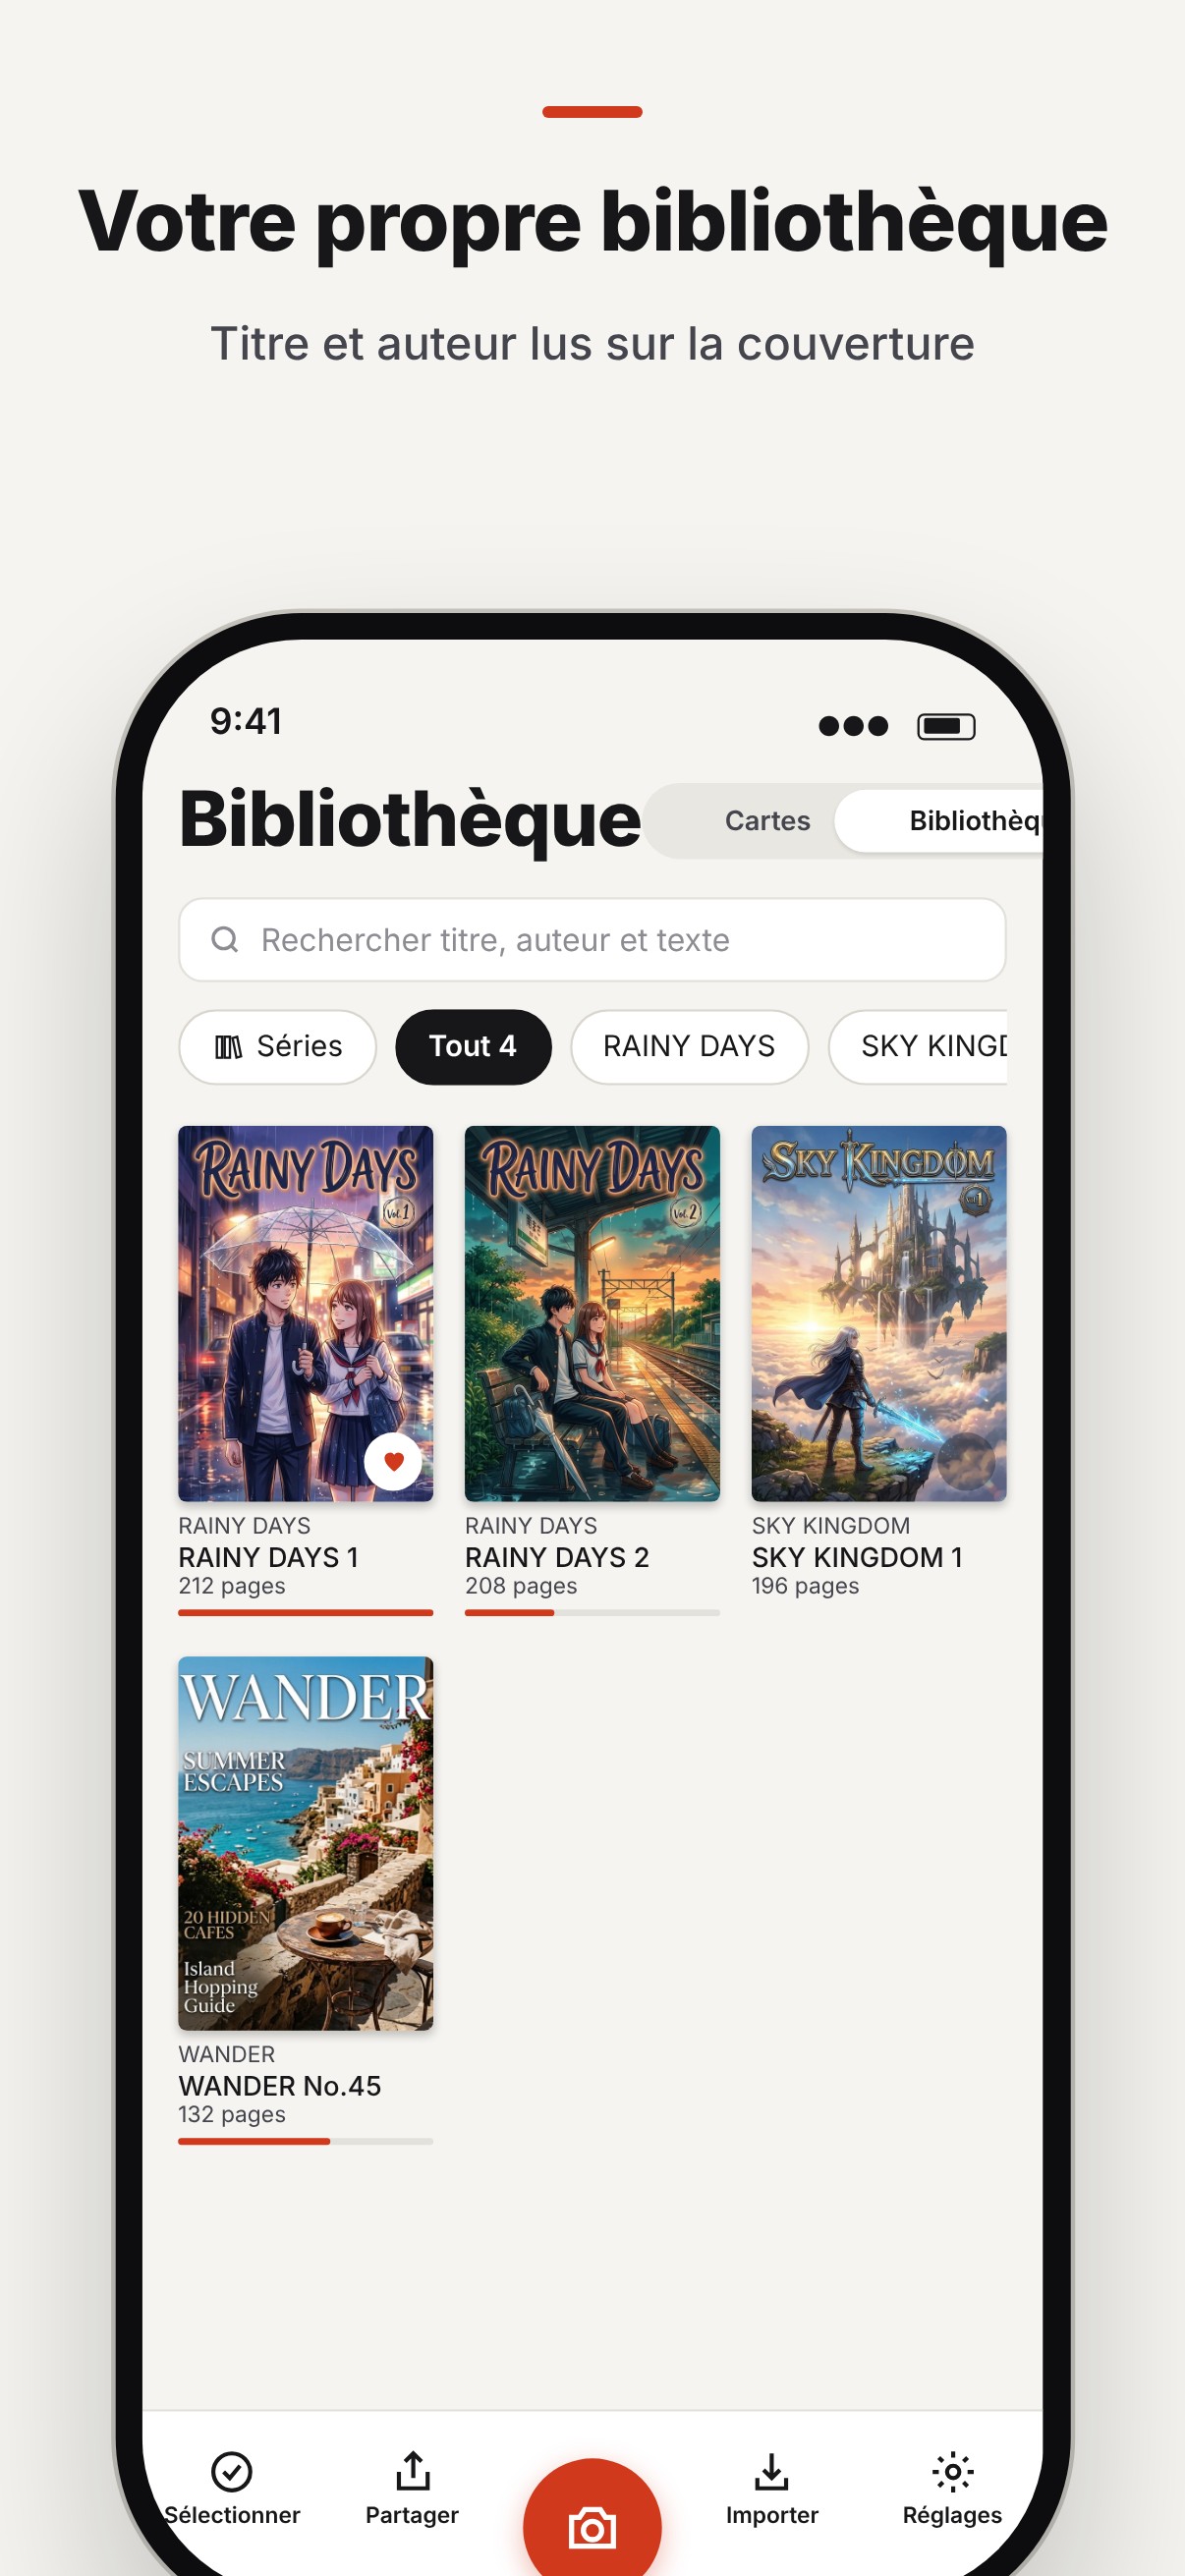 Votre propre bibliothèque
Titre et auteur lus sur la couverture
9:41
Bibliothèque
Cartes
Bibliothèqu
Rechercher titre, auteur et texte
Séries
Tout 4
RAINY DAYS
SKY KINGD
RAINY DAYS
Vol.1
RAINY DAYS
Vol.2
SKY KINGDOM
RAINY DAYS
RAINY DAYS 1
212 pages
RAINY DAYS
RAINY DAYS 2
208 pages
SKY KINGDOM
SKY KINGDOM 1
196 pages
WANDER
SUMMER
ESCAPES
20 HIDDEN
CAFES
Island
Hopping
Guide
WANDER
WANDER No.45
132 pages
Sélectionner
Partager
Importer
Réglages